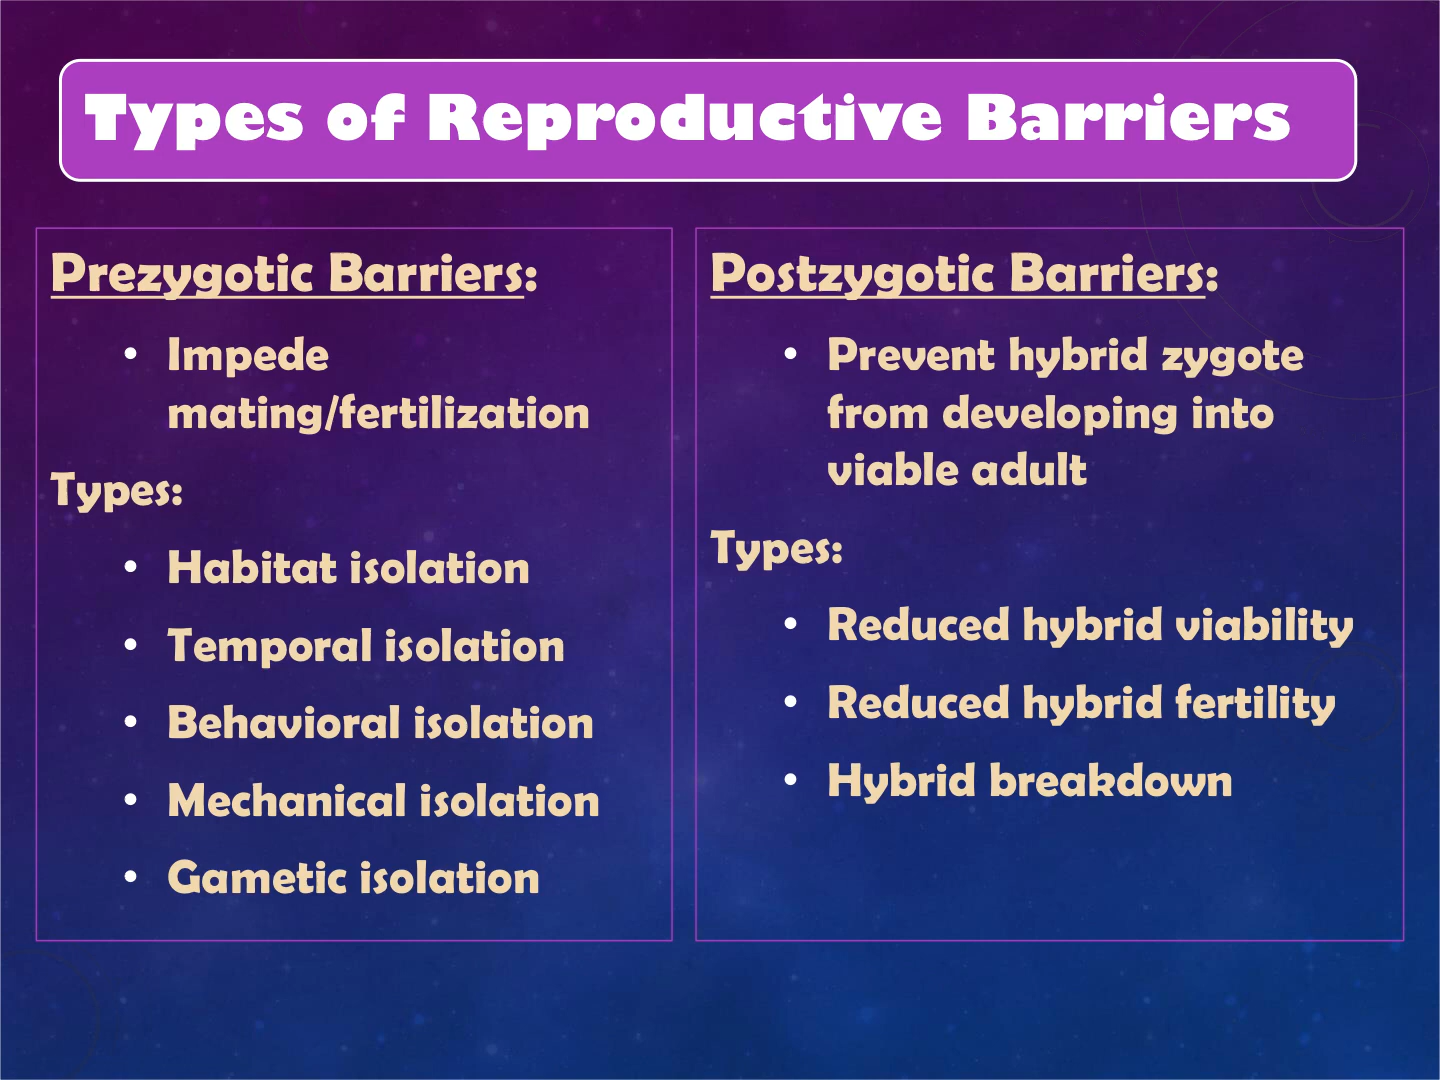 Types of Reproductive Barriers
Prezygotic Barriers:
• Impede
mating/fertilization
Types:
• Habitat isolation
• Temporal isolation
• Behavioral isolation
• Mechanical isolation
• Gametic isolation
Postzygotic Barriers:
• Prevent hybrid zygote
from developing into
viable adult
Types:
• Reduced hybrid viability
• Reduced hybrid fertility
• Hybrid breakdown